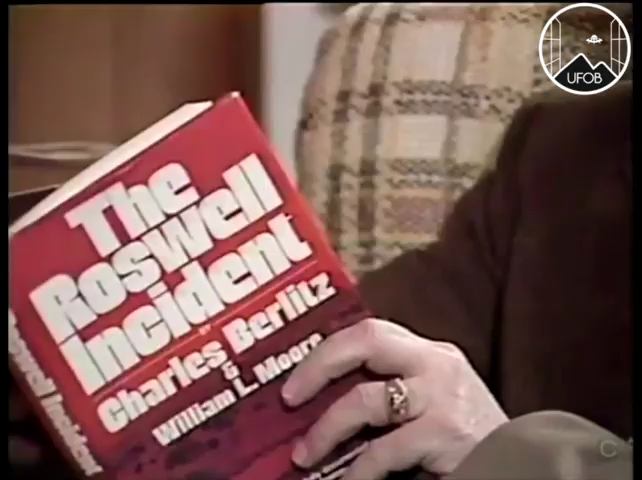 UFOB
The
Roswell
Incident
BY
Charles Berlitz
&
William L. Moore
Roswell Incident
C